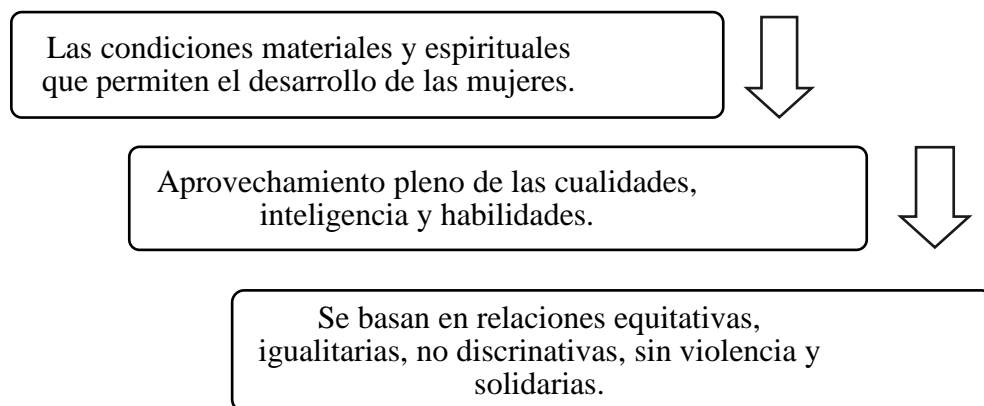 Las condiciones materiales y espirituales
que permiten el desarrollo de las mujeres.
Aprovechamiento pleno de las cualidades,
inteligencia y habilidades.
Se basan en relaciones equitativas,
igualitarias, no discrinativas, sin violencia y
solidarias.